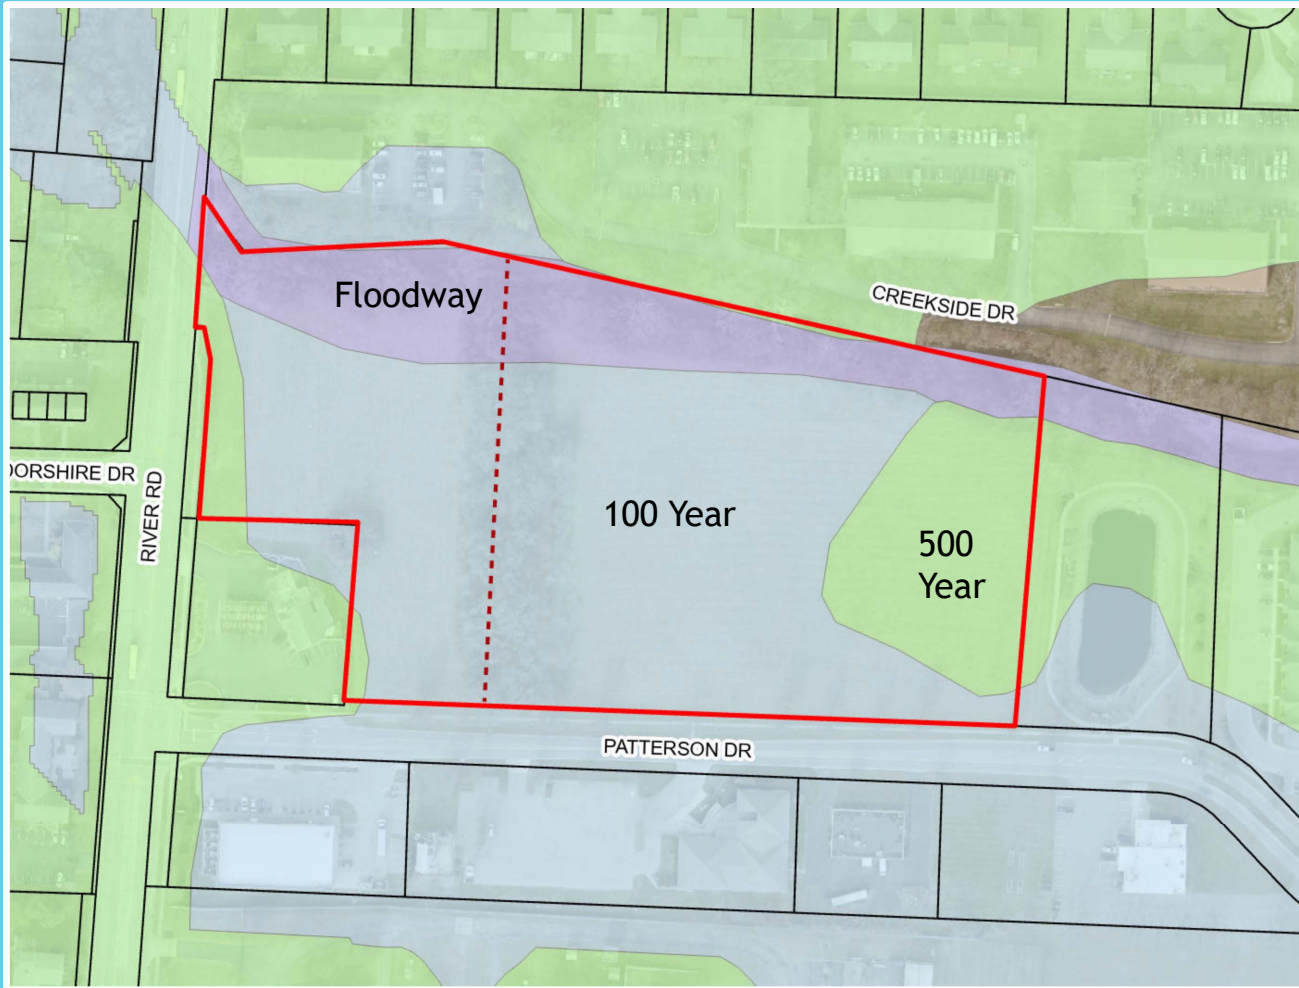 Floodway
CREEKSIDE DR
DORSHIRE DR
RIVER RD
100 Year
500
Year
PATTERSON DR